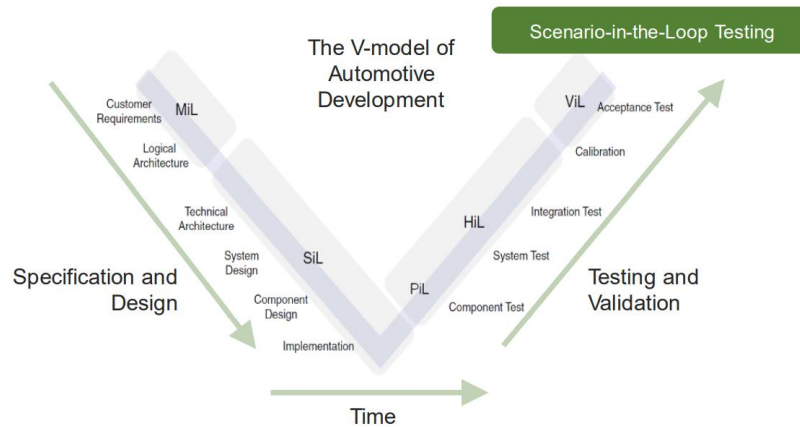 Scenario-in-the-Loop Testing
The V-model of
Automotive
Development
Customer
Requirements
MiL
Logical
Architecture
Technical
Architecture
System
Design
SiL
Component
Design
Implementation
Specification and
Design
ViL
Acceptance Test
Calibration
Integration Test
HiL
System Test
PiL
Component Test
Testing and
Validation
Time